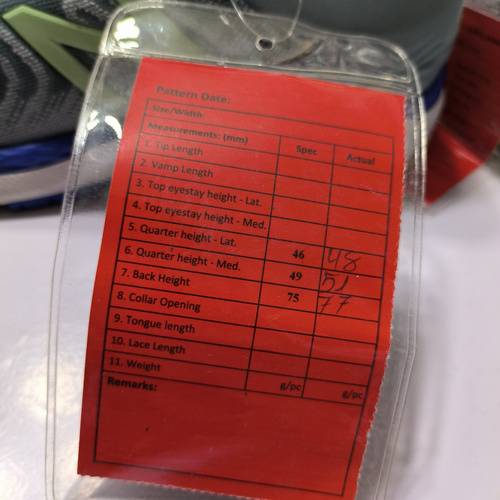 Pattern Date:
Size/Width:
Measurements: (mm) Spec Actual
1. Tip Length
2. Vamp Length
3. Top eyestay height - Lat.
4. Top eyestay height - Med.
5. Quarter height - Lat. 46 48
6. Quarter height - Med. 49 51
7. Back Height 75 77
8. Collar Opening
9. Tongue length
10. Lace Length
11. Weight g/pc g/pc
Remarks: